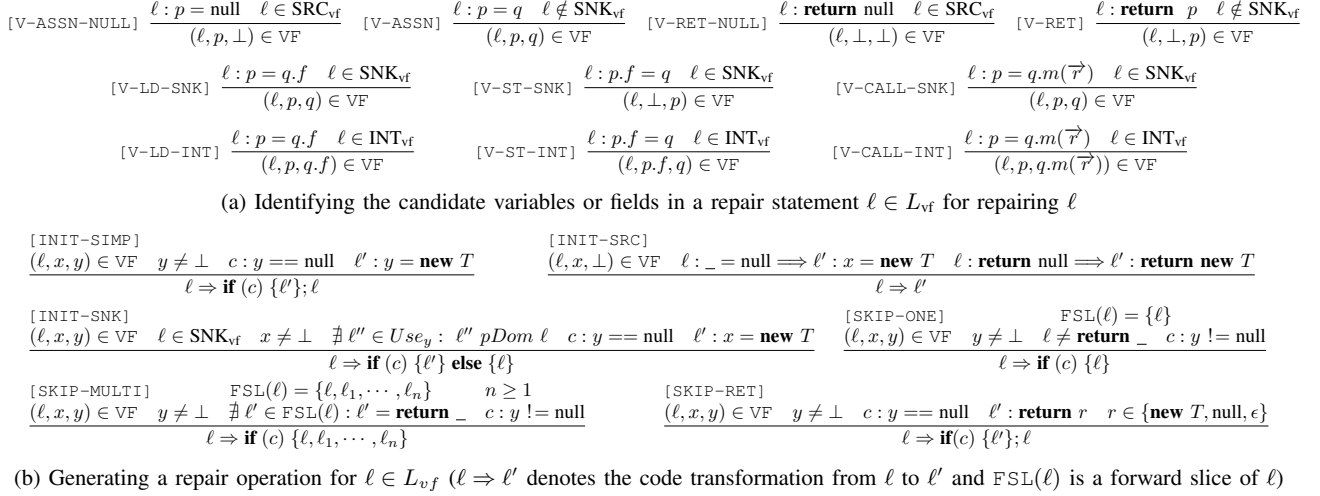 [V-ASSN-NULL] ℓ : p = null ℓ ∈ SRC_vf [V-ASSN] ℓ : p = q ℓ ∉ SNK_vf [V-RET-NULL] ℓ : return null ℓ ∈ SRC_vf [V-RET] ℓ : return p ℓ ∉ SNK_vf
(ℓ, p, ⊥) ∈ VF (ℓ, p, q) ∈ VF (ℓ, ⊥, ⊥) ∈ VF (ℓ, ⊥, p) ∈ VF
[V-LD-SNK] ℓ : p = q.f ℓ ∈ SNK_vf [V-ST-SNK] ℓ : p.f = q ℓ ∈ SNK_vf [V-CALL-SNK] ℓ : p = q.m(r⃗) ℓ ∈ SNK_vf
(ℓ, p, q) ∈ VF (ℓ, ⊥, p) ∈ VF (ℓ, p, q) ∈ VF
[V-LD-INT] ℓ : p = q.f ℓ ∈ INT_vf [V-ST-INT] ℓ : p.f = q ℓ ∈ INT_vf [V-CALL-INT] ℓ : p = q.m(r⃗) ℓ ∈ INT_vf
(ℓ, p, q.f) ∈ VF (ℓ, p.f, q) ∈ VF (ℓ, p, q.m(r⃗)) ∈ VF
(a) Identifying the candidate variables or fields in a repair statement ℓ ∈ L_vf for repairing ℓ
[INIT-SIMP] [INIT-SRC]
(ℓ, x, y) ∈ VF y ≠ ⊥ c : y == null ℓ′ : y = new T (ℓ, x, ⊥) ∈ VF ℓ : _ = null ⟹ ℓ′ : x = new T ℓ : return null ⟹ ℓ′ : return new T
ℓ ⇒ if (c) {ℓ′}; ℓ ℓ ⇒ ℓ′
[INIT-SNK] [SKIP-ONE] FSL(ℓ) = {ℓ}
(ℓ, x, y) ∈ VF ℓ ∈ SNK_vf x ≠ ⊥ ∄ ℓ″ ∈ Use_y : ℓ″ pDom ℓ c : y == null ℓ′ : x = new T (ℓ, x, y) ∈ VF y ≠ ⊥ ℓ ≠ return _ c : y != null
ℓ ⇒ if (c) {ℓ′} else {ℓ} ℓ ⇒ if (c) {ℓ}
[SKIP-MULTI] FSL(ℓ) = {ℓ, ℓ₁, ⋯ , ℓₙ} n ≥ 1 [SKIP-RET]
(ℓ, x, y) ∈ VF y ≠ ⊥ ∄ ℓ′ ∈ FSL(ℓ) : ℓ′ = return _ c : y != null (ℓ, x, y) ∈ VF y ≠ ⊥ c : y == null ℓ′ : return r r ∈ {new T, null, ϵ}
ℓ ⇒ if (c) {ℓ, ℓ₁, ⋯ , ℓₙ} ℓ ⇒ if(c) {ℓ′}; ℓ
(b) Generating a repair operation for ℓ ∈ L_vf (ℓ ⇒ ℓ′ denotes the code transformation from ℓ to ℓ′ and FSL(ℓ) is a forward slice of ℓ)